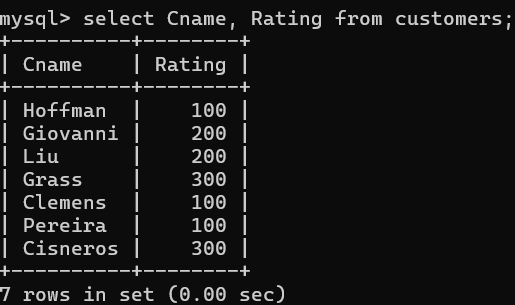 mysql> select Cname, Rating from customers;
+----------+--------+
| Cname    | Rating |
+----------+--------+
| Hoffman  |    100 |
| Giovanni |    200 |
| Liu      |    200 |
| Grass    |    300 |
| Clemens  |    100 |
| Pereira  |    100 |
| Cisneros |    300 |
+----------+--------+
7 rows in set (0.00 sec)